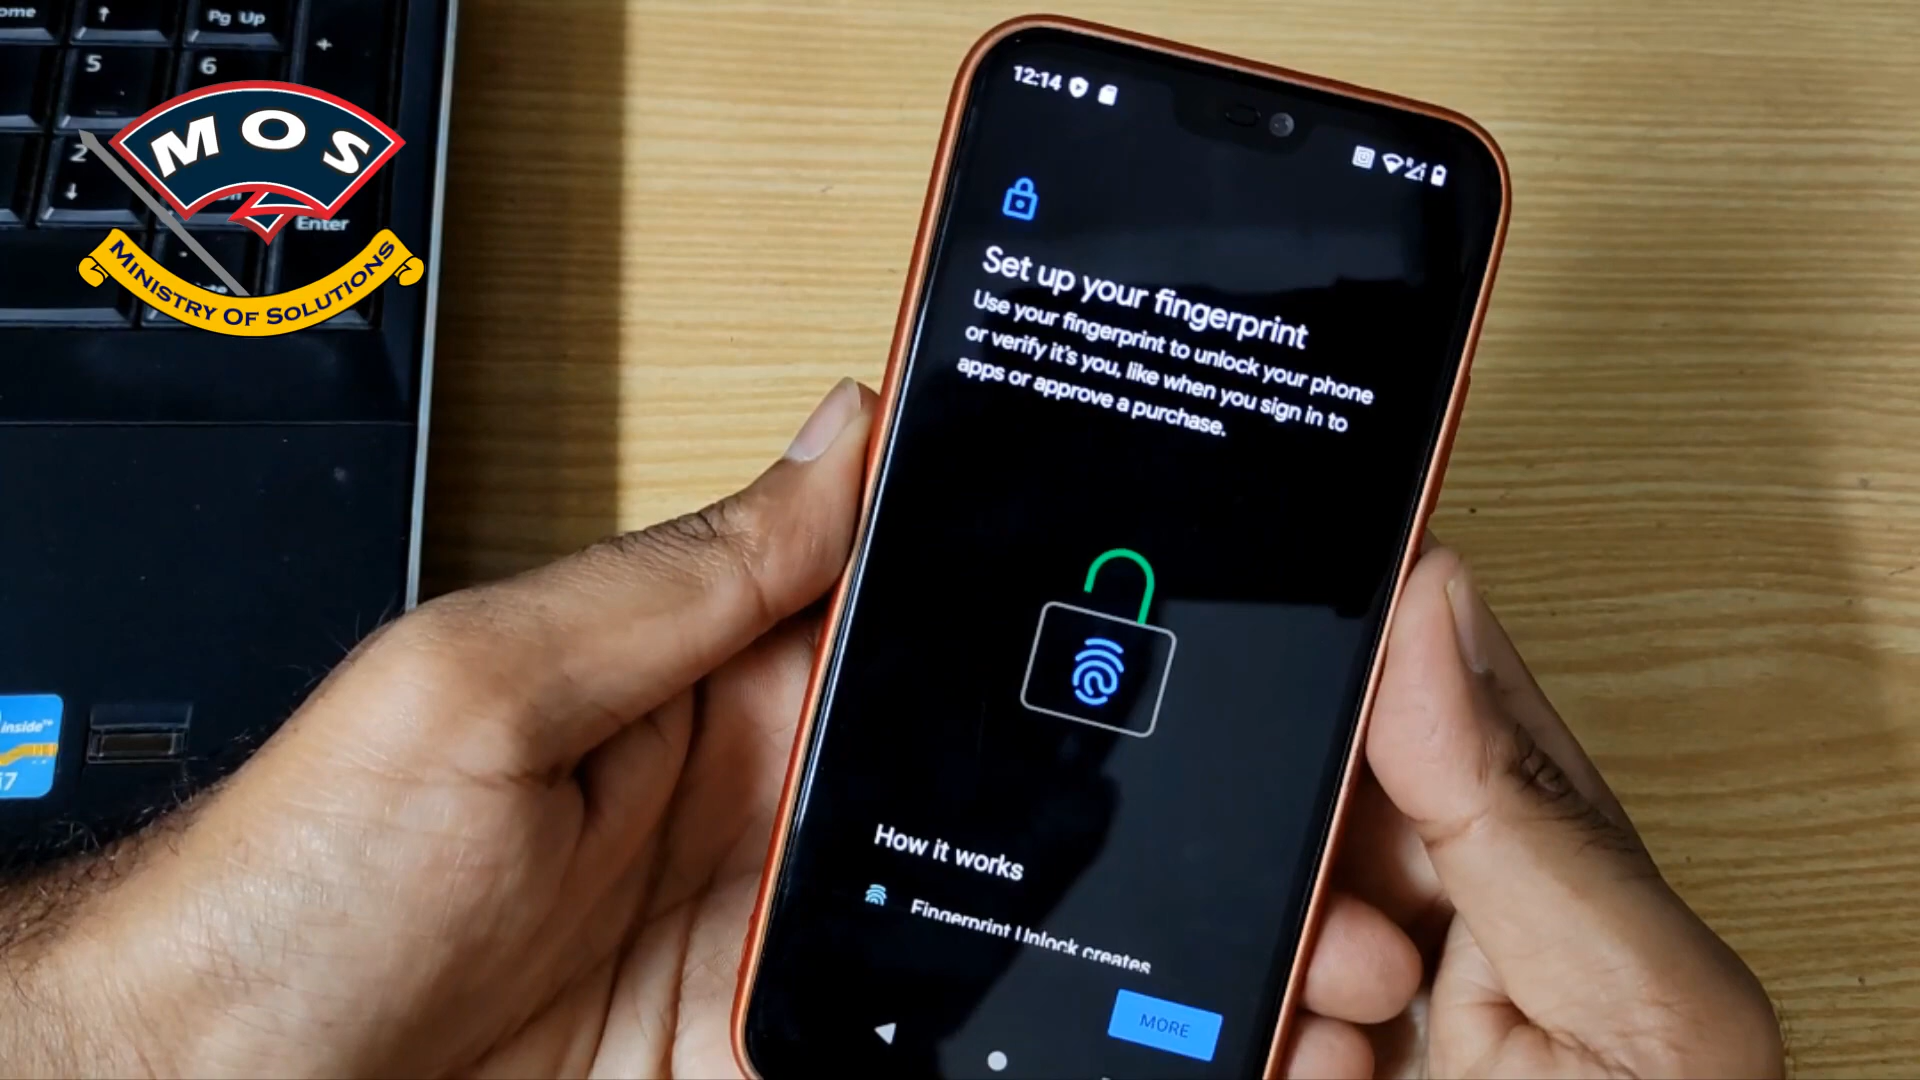 Pg Up
5
6
+
2
Enter
MOS
MINISTRY OF SOLUTIONS
inside™
i7
12:14
Set up your fingerprint
Use your fingerprint to unlock your phone
or verify it's you, like when you sign in to
apps or approve a purchase.
How it works
Fingerprint Unlock creates
MORE